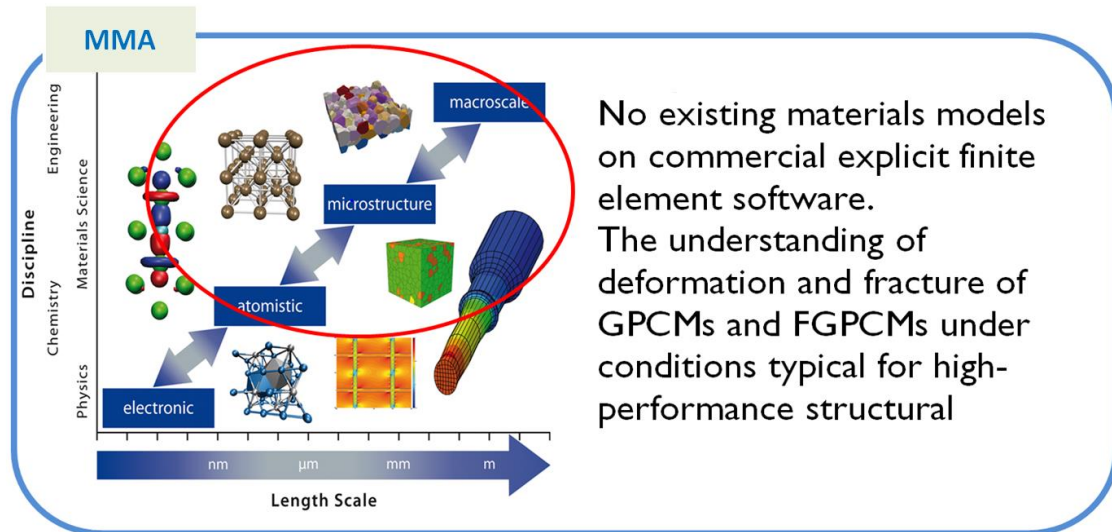 MMA
Engineering
Materials Science
Discipline
Chemistry
Physics
macroscale
microstructure
atomistic
electronic
nm
µm
mm
m
Length Scale
No existing materials models
on commercial explicit finite
element software.
The understanding of
deformation and fracture of
GPCMs and FGPCMs under
conditions typical for high-
performance structural